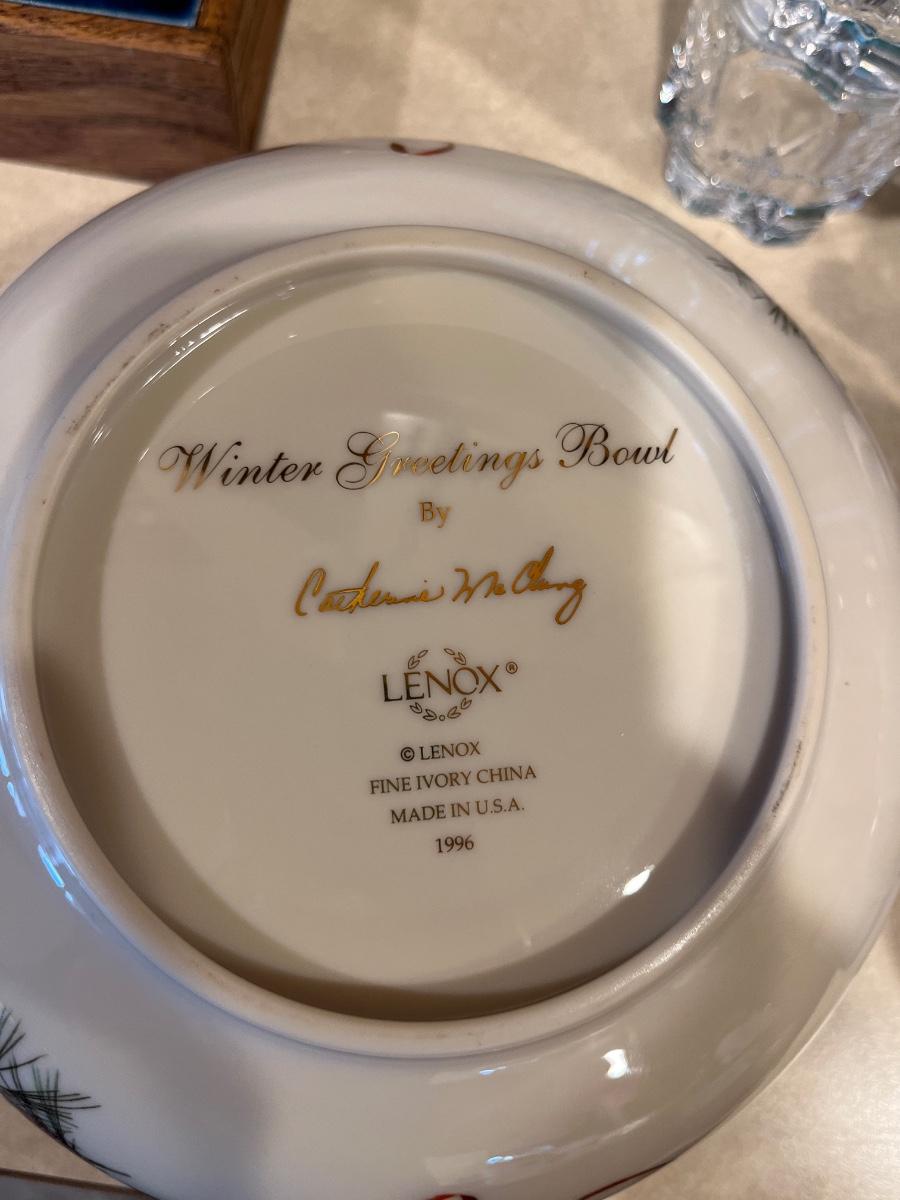 Winter Greetings Bowl
By
Catherine McClung
LENOX®
© LENOX
FINE IVORY CHINA
MADE IN U.S.A.
1996